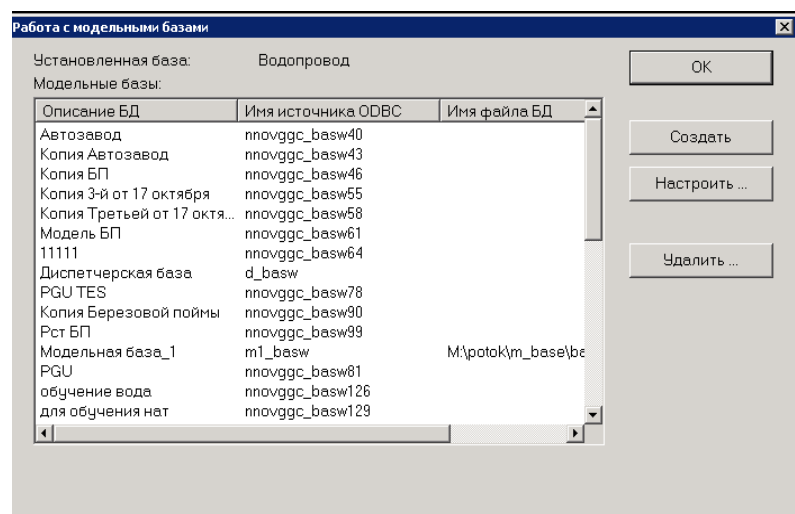 Работа с модельными базами
Установленная база: Водопровод
Модельные базы:
Описание БД Имя источника ODBC Имя файла БД
Автозавод nnovggc_basw40
Копия Автозавод nnovggc_basw43
Копия БП nnovggc_basw46
Копия 3-й от 17 октября nnovggc_basw55
Копия Третьей от 17 октя... nnovggc_basw58
Модель БП nnovggc_basw61
11111 nnovggc_basw64
Диспетчерская база d_basw
PGU TES nnovggc_basw78
Копия Березовой поймы nnovggc_basw90
Рст БП nnovggc_basw99
Модельная база_1 m1_basw M:\potok\m_base\ba
PGU nnovggc_basw81
обучение вода nnovggc_basw126
для обучения нат nnovggc_basw129
OK
Создать
Настроить ...
Удалить ...